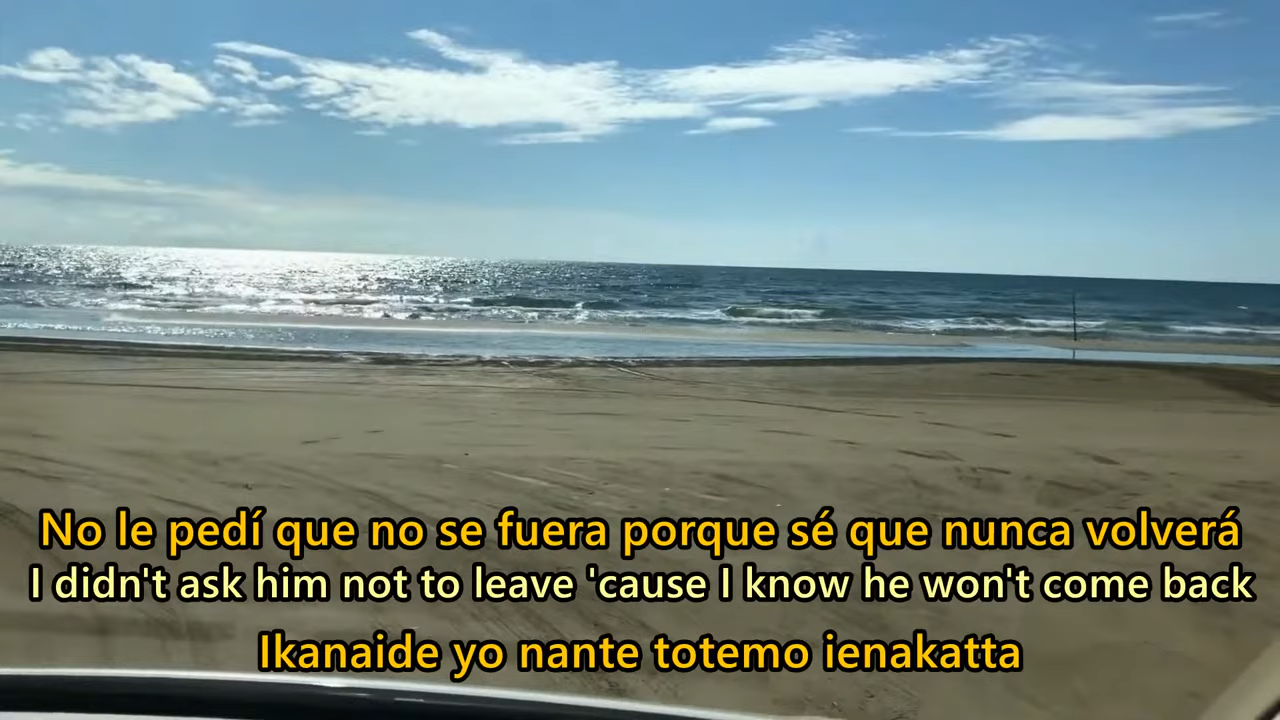 No le pedí que no se fuera porque sé que nunca volverá
I didn't ask him not to leave 'cause I know he won't come back
Ikanaide yo nante totemo ienakatta